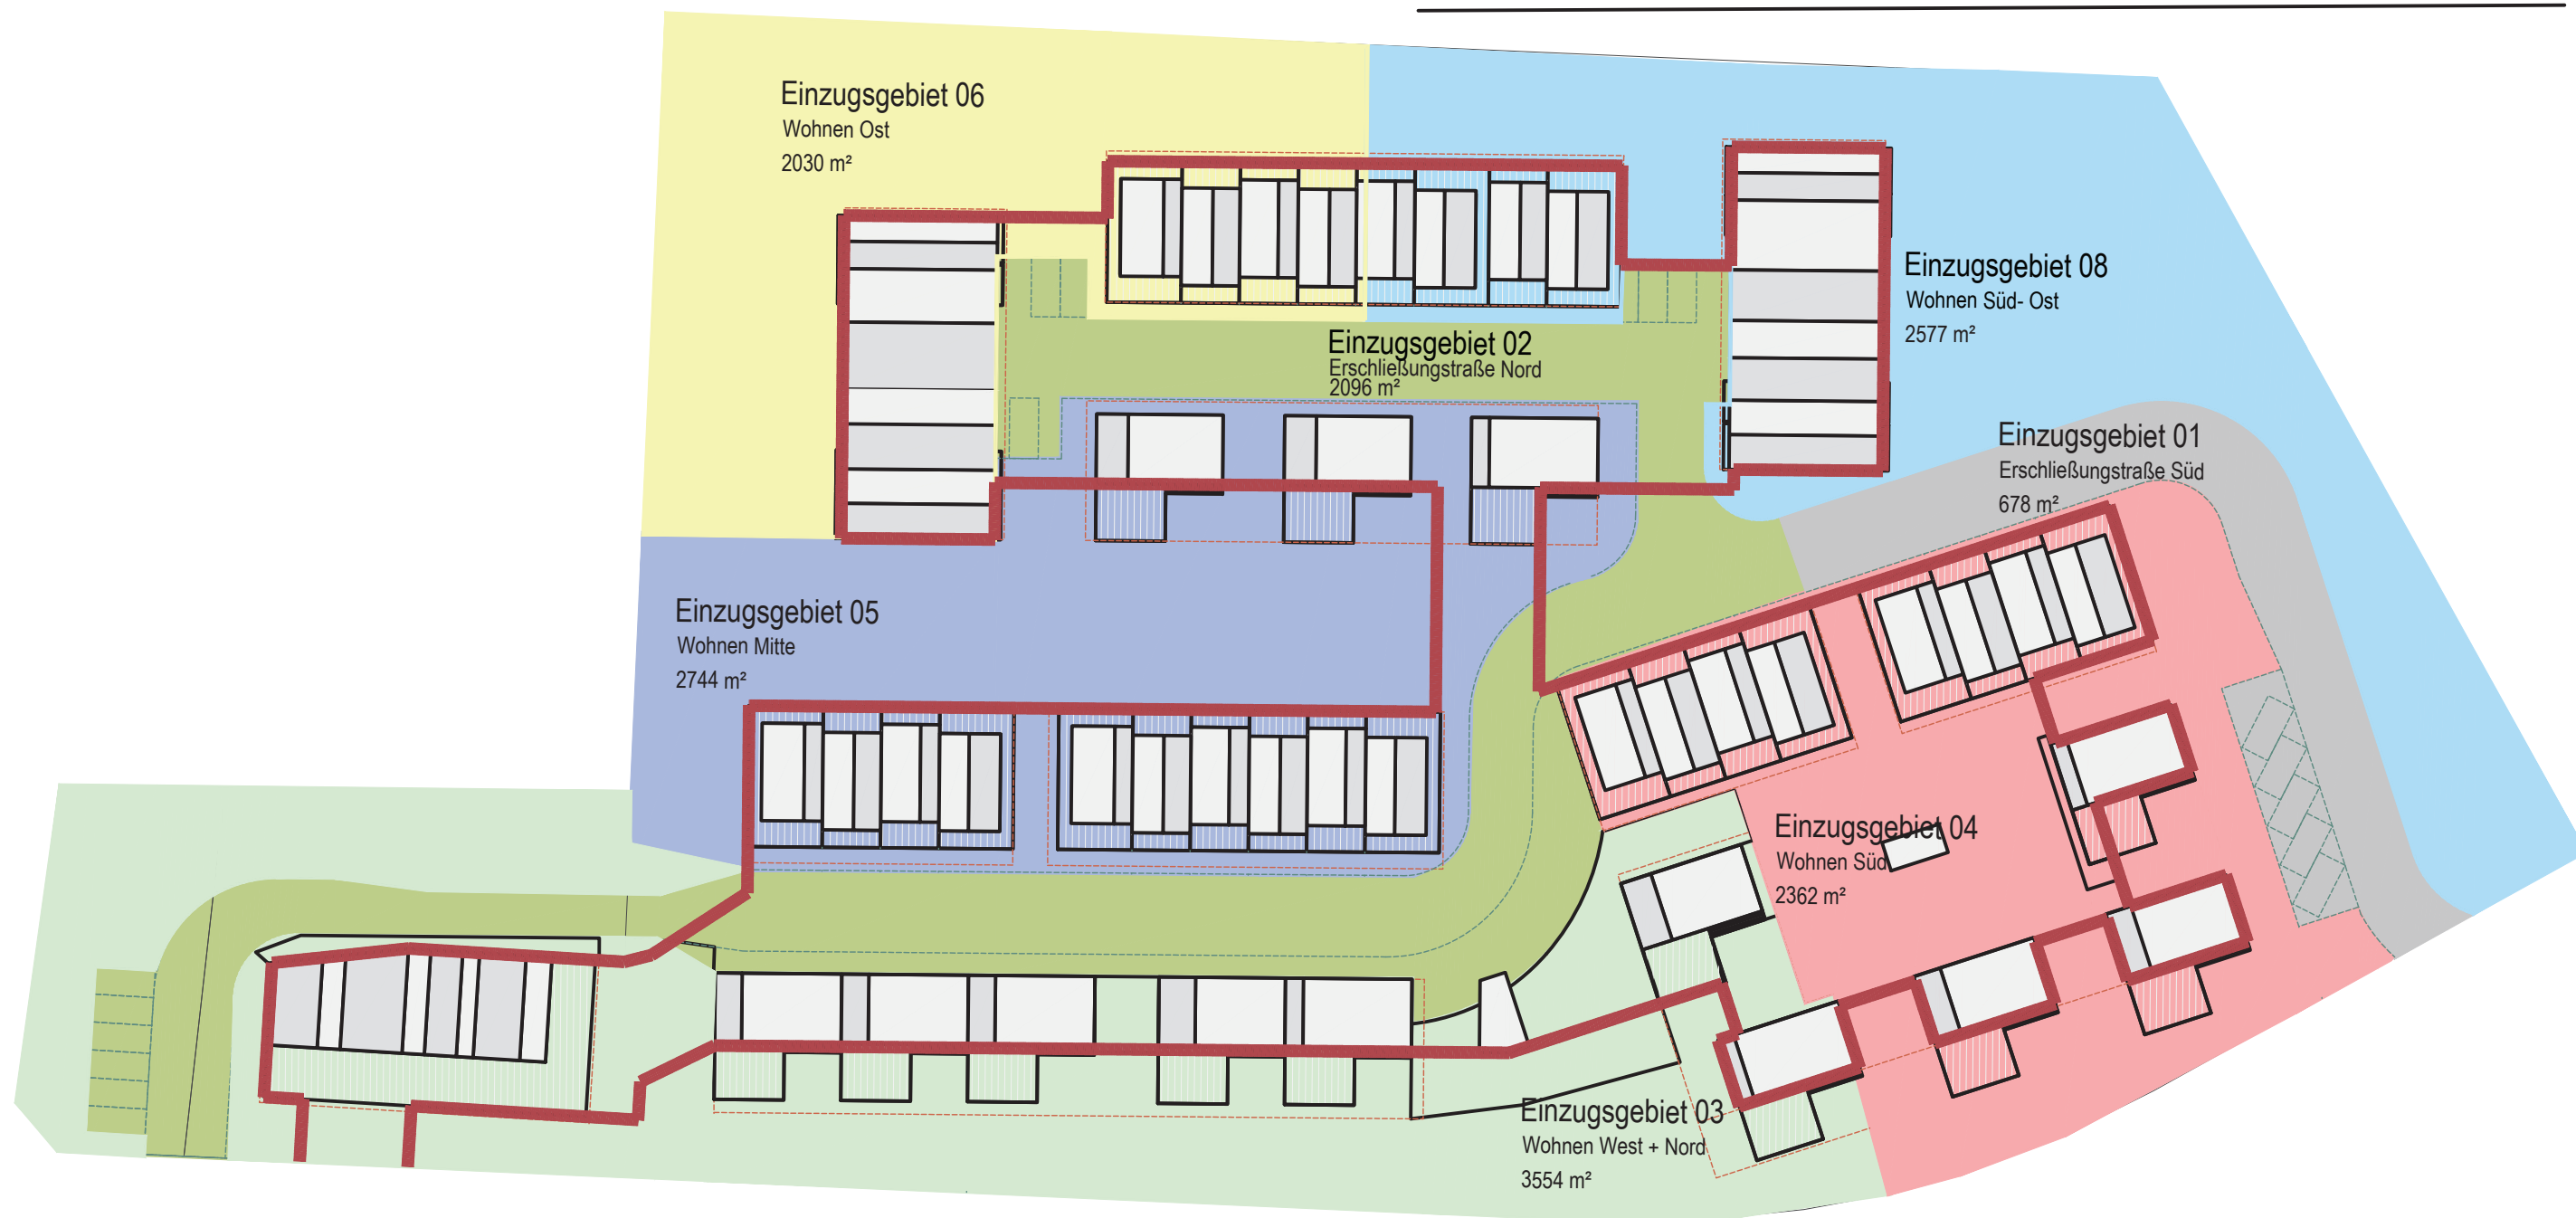 Einzugsgebiet 06
Wohnen Ost
2030 m²
Einzugsgebiet 08
Wohnen Süd- Ost
2577 m²
Einzugsgebiet 02
Erschließungstraße Nord
2096 m²
Einzugsgebiet 01
Erschließungstraße Süd
678 m²
Einzugsgebiet 05
Wohnen Mitte
2744 m²
Einzugsgebiet 04
Wohnen Süd
2362 m²
Einzugsgebiet 03
Wohnen West + Nord
3554 m²